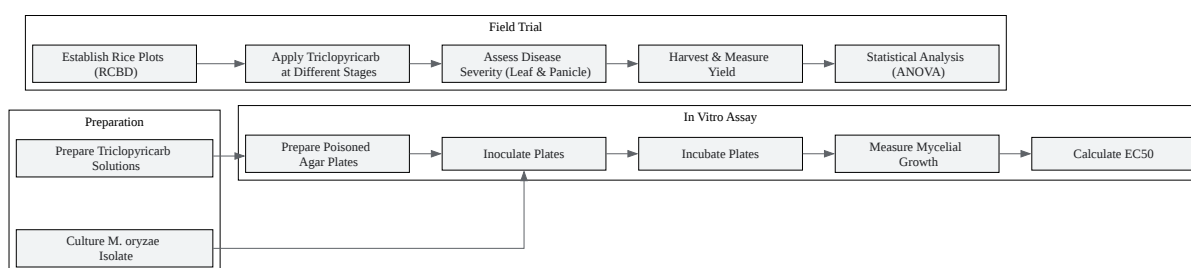 Field Trial
Establish Rice Plots
(RCBD)
Apply Triclopyricarb
at Different Stages
Assess Disease
Severity (Leaf & Panicle)
Harvest & Measure
Yield
Statistical Analysis
(ANOVA)
Preparation
Prepare Triclopyricarb
Solutions
Culture M. oryzae
Isolate
In Vitro Assay
Prepare Poisoned
Agar Plates
Inoculate Plates
Incubate Plates
Measure Mycelial
Growth
Calculate EC50